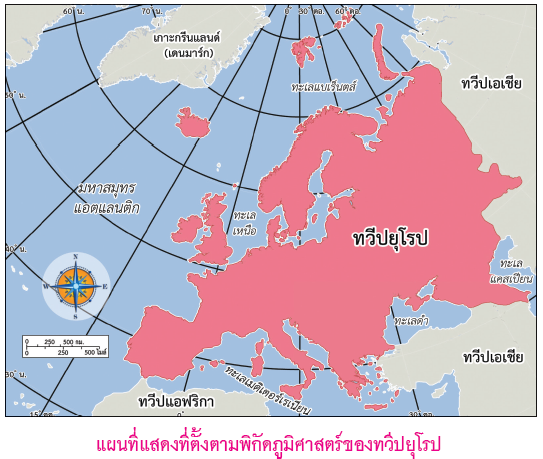 60° น.
70° น.
30° ตอ.
60° ตอ.
เกาะกรีนแลนด์
(เดนมาร์ก)
ทวีปเอเชีย
ทะเลแบเร็นตส์
50° น.
มหาสมุทร
แอตแลนติก
ทะเล
เหนือ
ทวีปยุโรป
40° น.
N
W
E
S
ทะเล
แคสเปียน
ทะเลดำ
0 250 500 กม.
0 250 500 ไมล์
ทวีปเอเชีย
30° น.
ทะเลเมดิเตอร์เรเนียน
ทวีปแอฟริกา
0°
30° ตอ.
แผนที่แสดงที่ตั้งตามพิกัดภูมิศาสตร์ของทวีปยุโรป